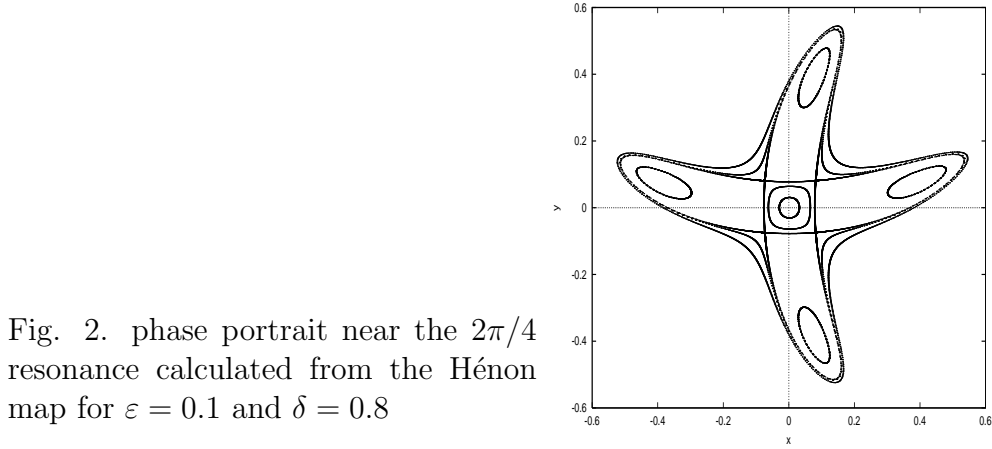 Fig. 2. phase portrait near the 2π/4
resonance calculated from the Hénon
map for ε = 0.1 and δ = 0.8
0.6
0.4
0.2
0
-0.2
-0.4
-0.6
y
-0.6 -0.4 -0.2 0 0.2 0.4 0.6
x